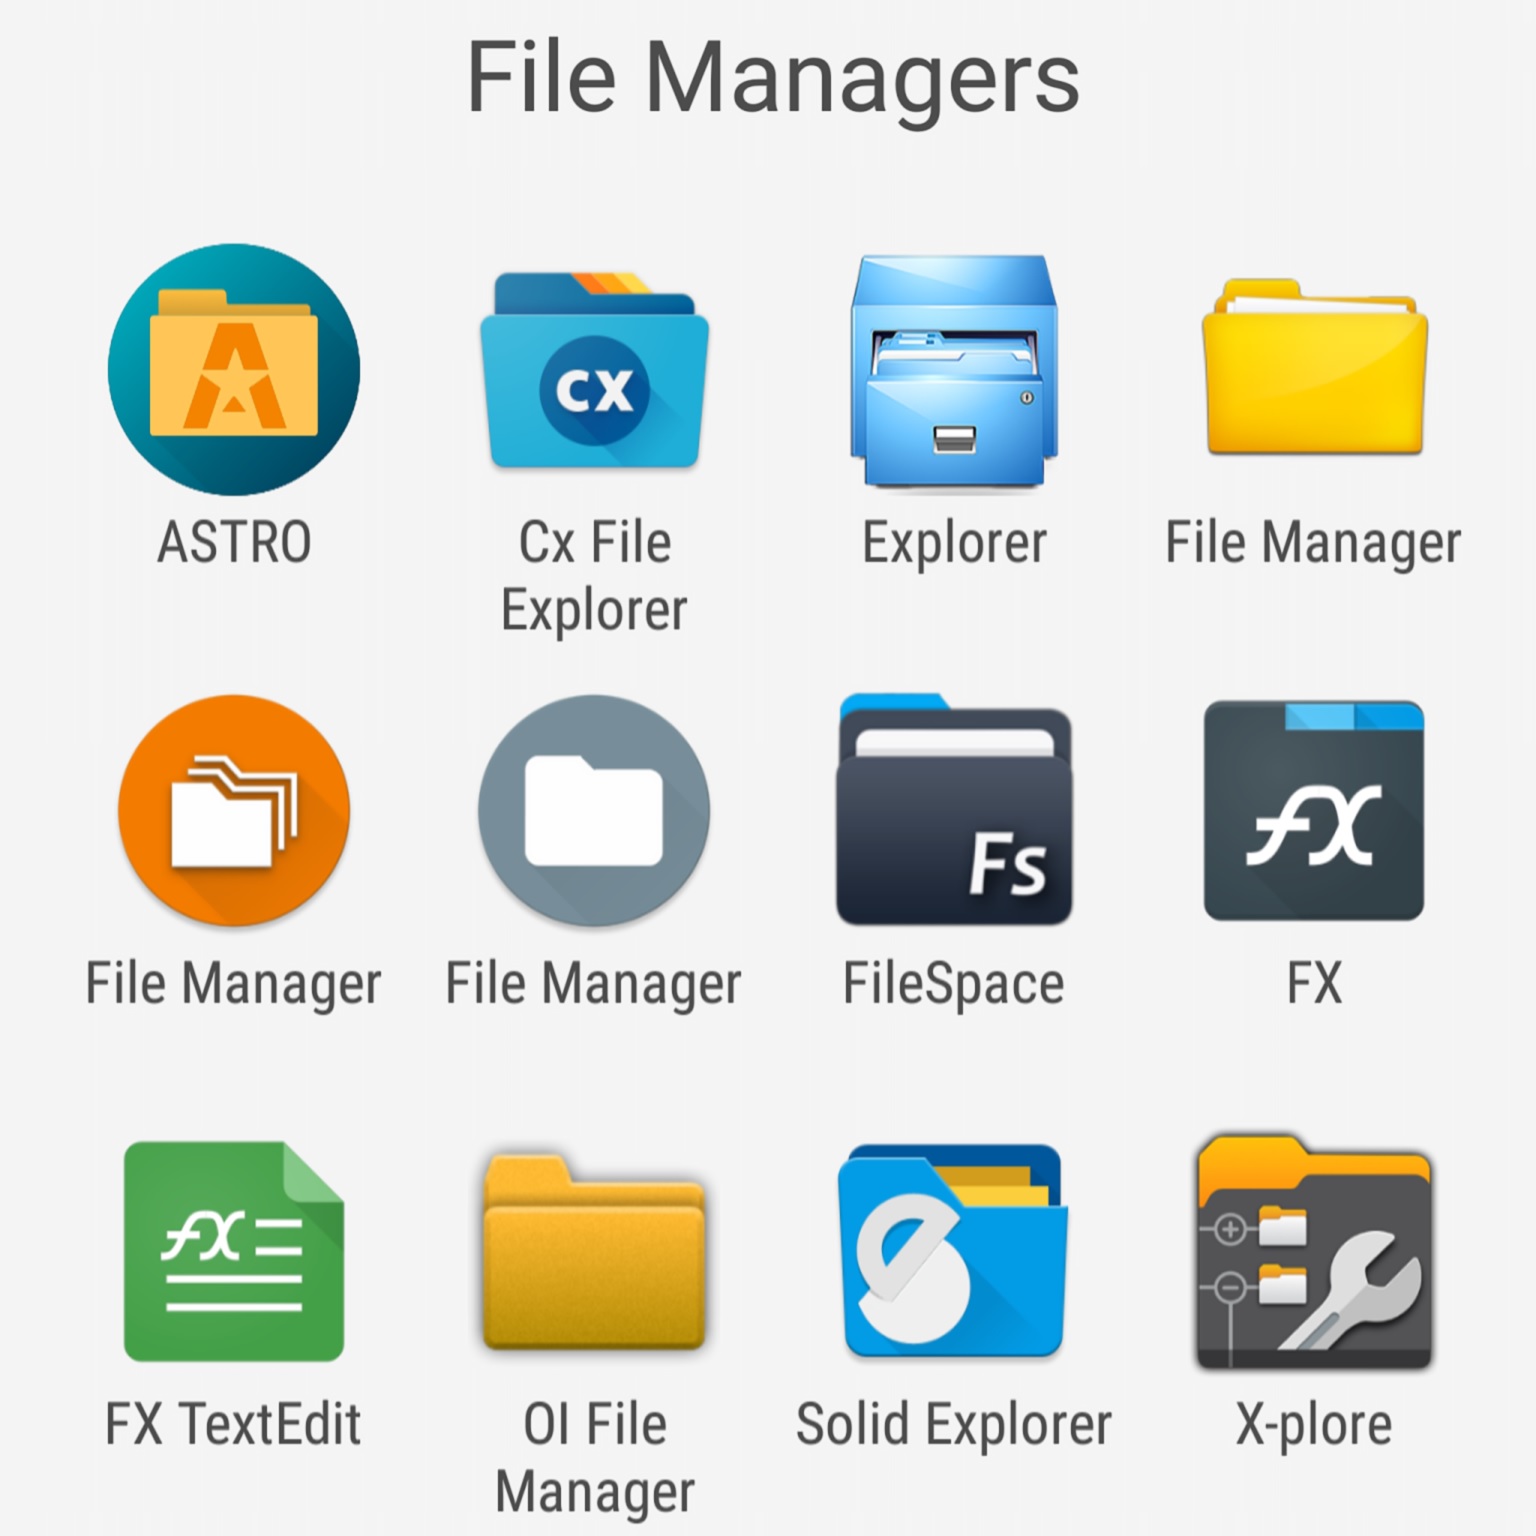 File Managers
A
CX
ASTRO
Cx File
Explorer
Explorer
File Manager
Fs
FX
File Manager
File Manager
FileSpace
FX
FX
FX TextEdit
OI File
Manager
S
Solid Explorer
X-plore